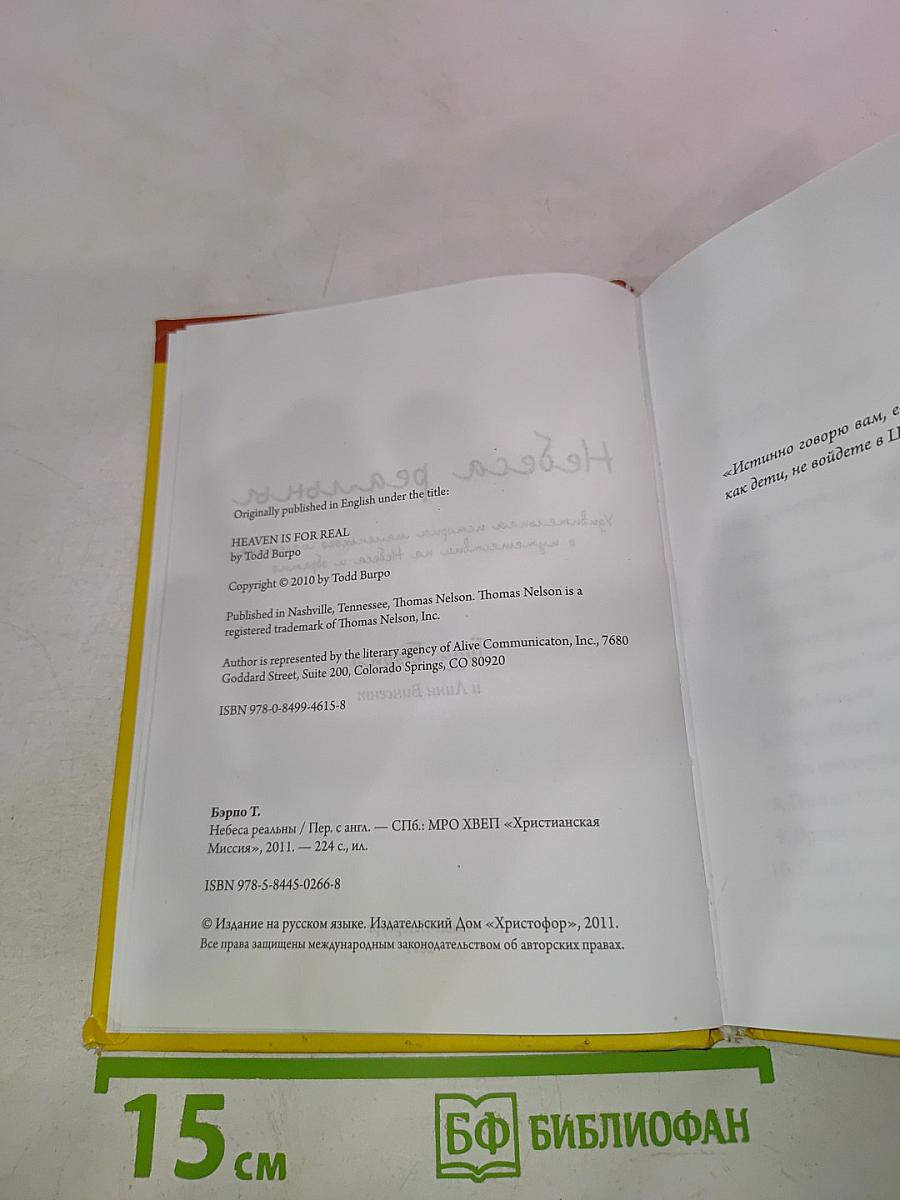 Originally published in English under the title:
HEAVEN IS FOR REAL
by Todd Burpo
Copyright © 2010 by Todd Burpo
Published in Nashville, Tennessee, Thomas Nelson. Thomas Nelson is a
registered trademark of Thomas Nelson, Inc.
Author is represented by the literary agency of Alive Communicaton, Inc., 7680
Goddard Street, Suite 200, Colorado Springs, CO 80920
ISBN 978-0-8499-4615-8
Бэрпо Т.
Небеса реальны / Пер. с англ. — СПб.: МРО ХВЕП «Христианская
Миссия», 2011. — 224 с., ил.
ISBN 978-5-8445-0266-8
© Издание на русском языке. Издательский Дом «Христофор», 2011.
Все права защищены международным законодательством об авторских правах.
«Истинно говорю вам, е
как дети, не войдете в Ц
15 см
БФ БИБЛИОФАН